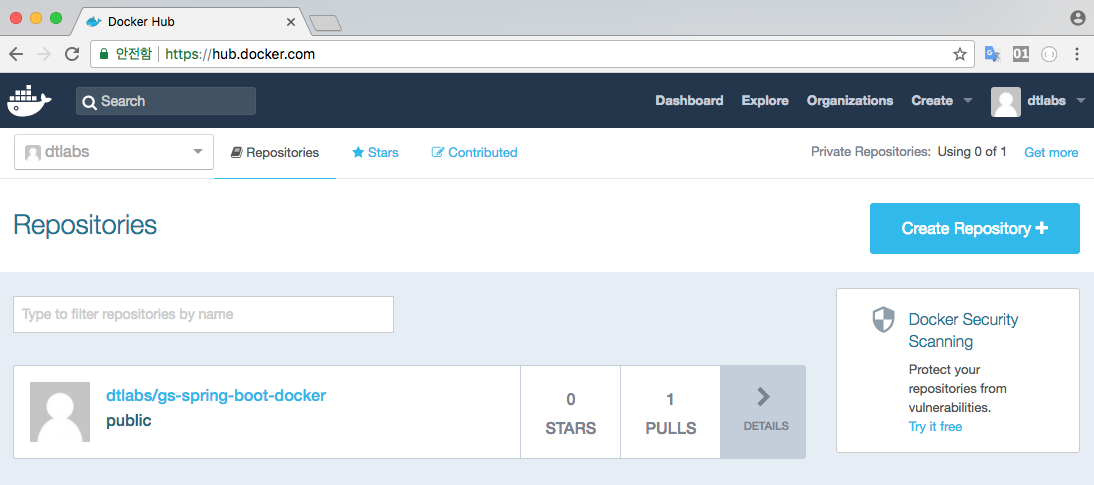 Docker Hub
안전함 https://hub.docker.com
01
Search
Dashboard Explore Organizations Create dtlabs
dtlabs Repositories Stars Contributed Private Repositories: Using 0 of 1 Get more
Repositories
Create Repository
Type to filter repositories by name
dtlabs/gs-spring-boot-docker
public
0
STARS
1
PULLS
DETAILS
Docker Security
Scanning
Protect your
repositories from
vulnerabilities.
Try it free